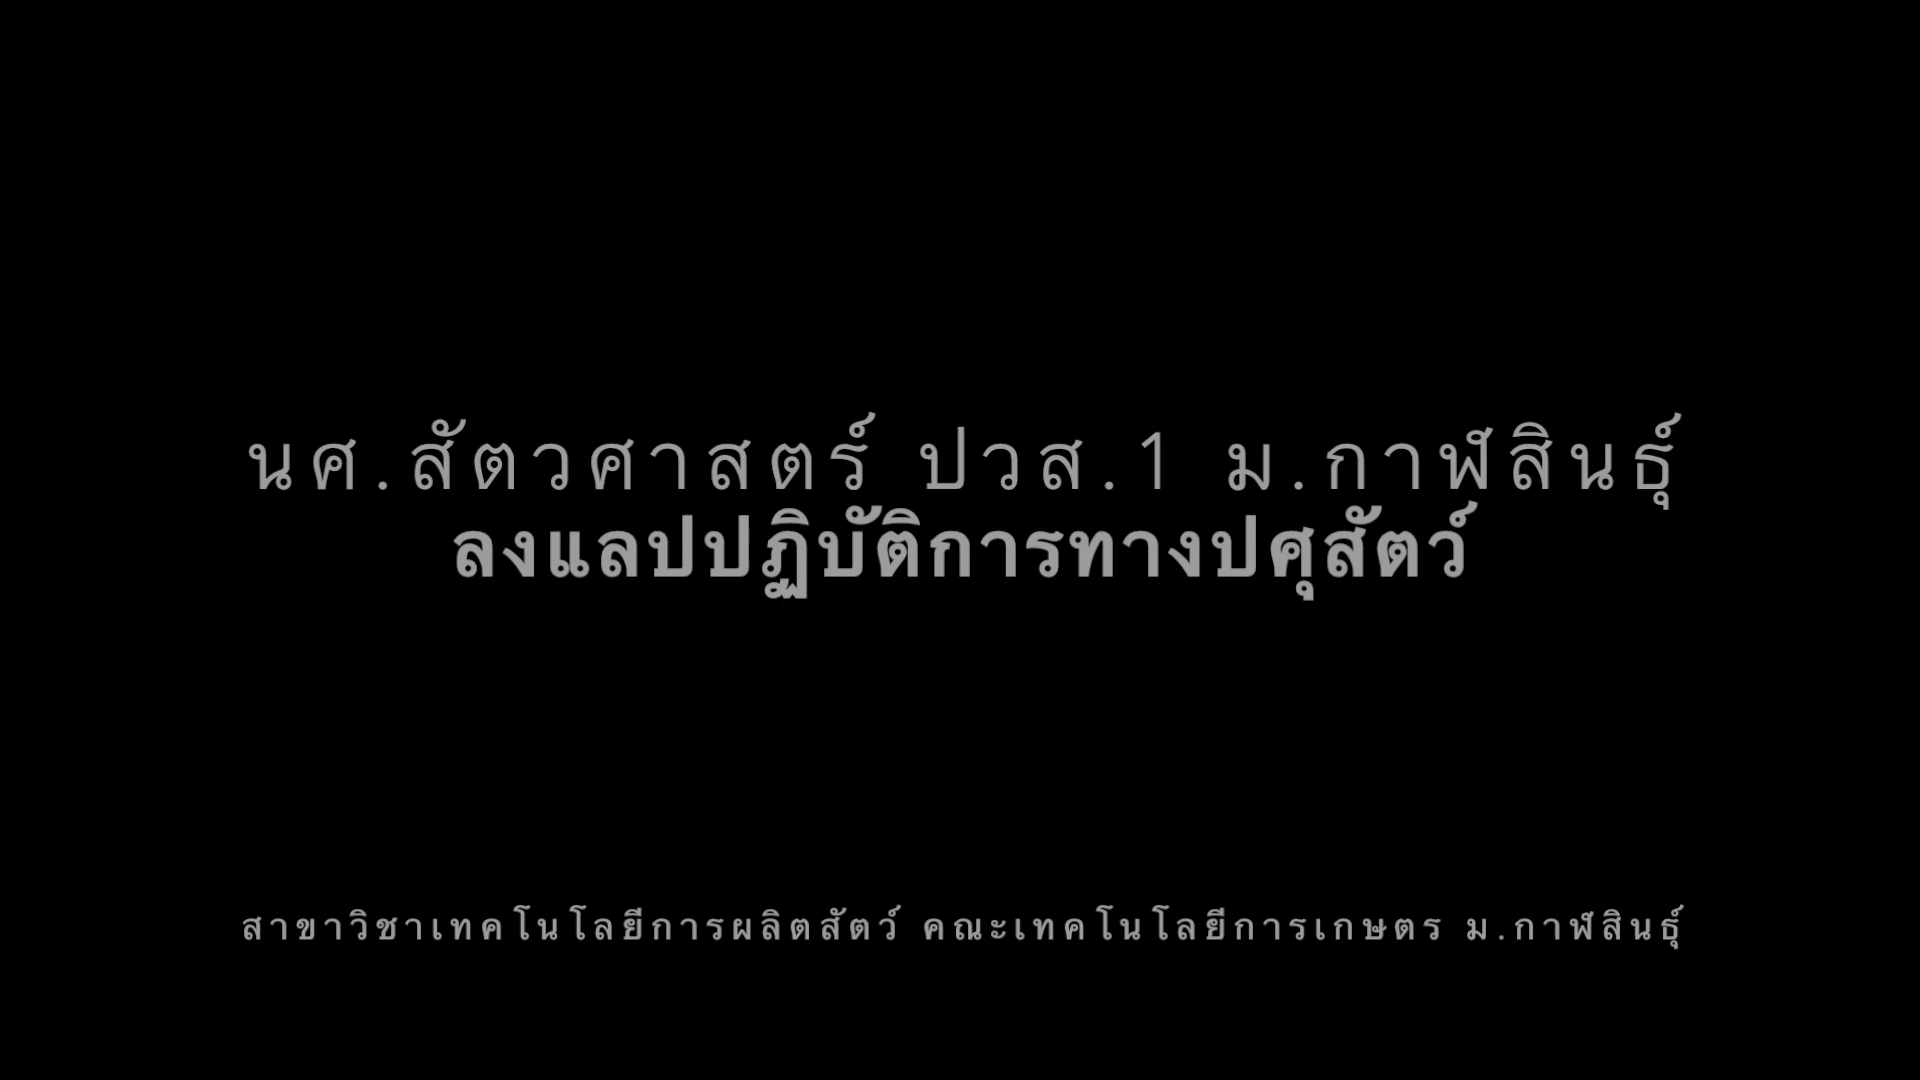 นศ.สัตวศาสตร์ ปวส.1 ม.กาฬสินธุ์
ลงแลปปฏิบัติการทางปศุสัตว์
สาขาวิชาเทคโนโลยีการผลิตสัตว์ คณะเทคโนโลยีการเกษตร ม.กาฬสินธุ์